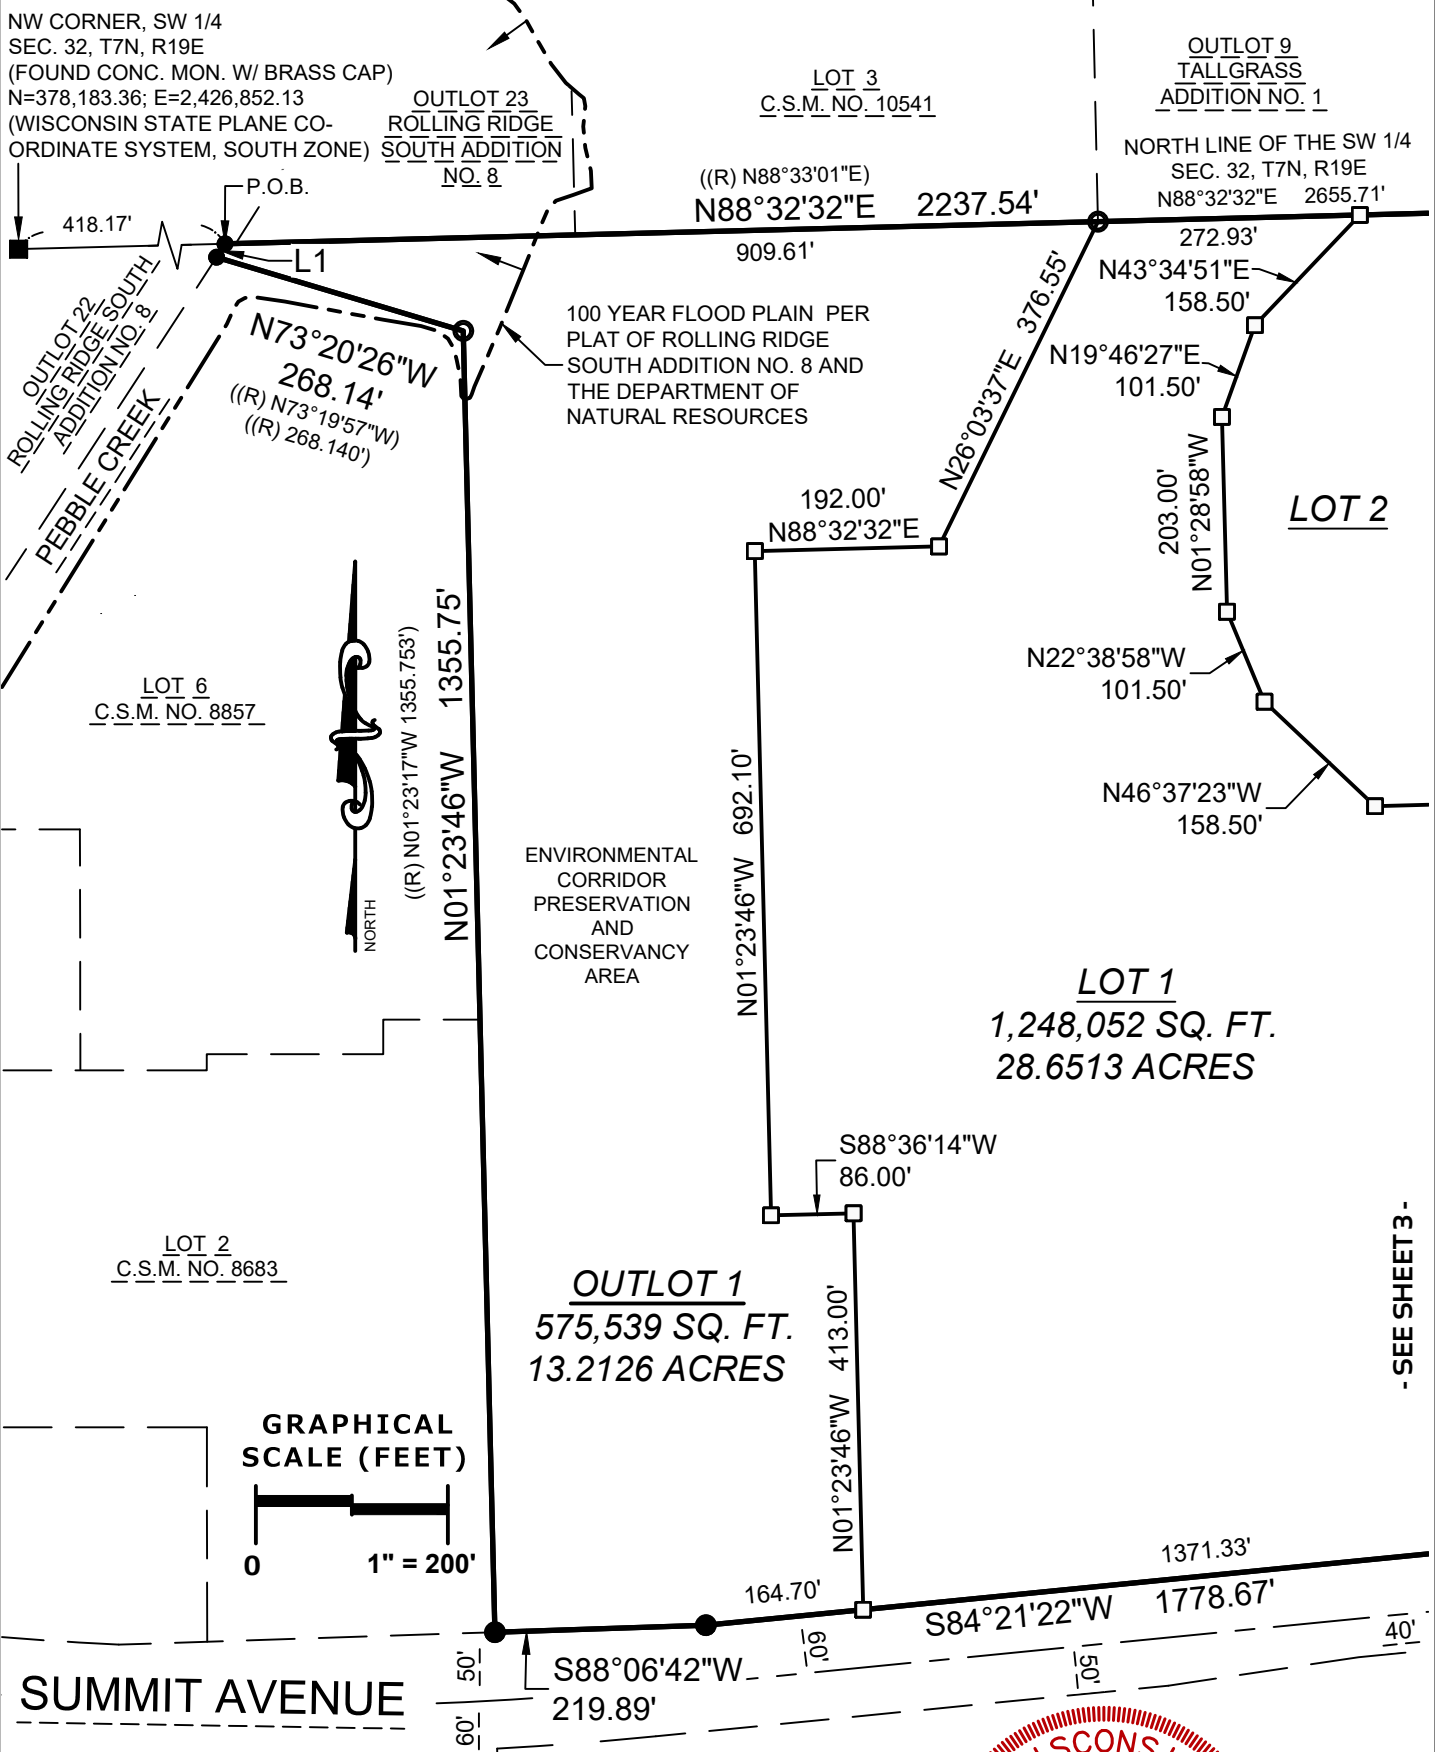 NW CORNER, SW 1/4
SEC. 32, T7N, R19E
(FOUND CONC. MON. W/ BRASS CAP)
N=378,183.36; E=2,426,852.13
(WISCONSIN STATE PLANE CO-
ORDINATE SYSTEM, SOUTH ZONE)
OUTLOT 23
ROLLING RIDGE
SOUTH ADDITION
NO. 8
LOT 3
C.S.M. NO. 10541
OUTLOT 9
TALLGRASS
ADDITION NO. 1
NORTH LINE OF THE SW 1/4
SEC. 32, T7N, R19E
N88°32'32"E 2655.71'
((R) N88°33'01"E)
N88°32'32"E 2237.54'
909.61'
272.93'
P.O.B.
418.17'
L1
OUTLOT 22
ROLLING RIDGE SOUTH
ADDITION NO. 8
PEBBLE CREEK
N73°20'26"W
268.14'
((R) N73°19'57"W)
((R) 268.140')
100 YEAR FLOOD PLAIN PER
PLAT OF ROLLING RIDGE
SOUTH ADDITION NO. 8 AND
THE DEPARTMENT OF
NATURAL RESOURCES
N26°03'37"E 376.55'
N43°34'51"E
158.50'
N19°46'27"E
101.50'
203.00'
N01°28'58"W
LOT 2
192.00'
N88°32'32"E
N22°38'58"W
101.50'
N46°37'23"W
158.50'
LOT 6
C.S.M. NO. 8857
NORTH
((R) N01°23'17"W 1355.753')
N01°23'46"W 1355.75'
N01°23'46"W 692.10'
ENVIRONMENTAL
CORRIDOR
PRESERVATION
AND
CONSERVANCY
AREA
LOT 1
1,248,052 SQ. FT.
28.6513 ACRES
S88°36'14"W
86.00'
LOT 2
C.S.M. NO. 8683
OUTLOT 1
575,539 SQ. FT.
13.2126 ACRES
N01°23'46"W 413.00'
- SEE SHEET 3 -
GRAPHICAL
SCALE (FEET)
0 1" = 200'
164.70'
1371.33'
S84°21'22"W 1778.67'
S88°06'42"W
219.89'
50'
60'
60'
50'
40'
SUMMIT AVENUE